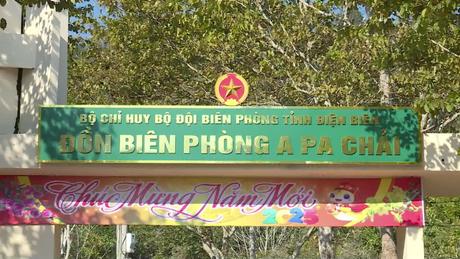 BỘ CHỈ HUY BỘ ĐỘI BIÊN PHÒNG TỈNH ĐIỆN BIÊN
ĐỒN BIÊN PHÒNG A PA CHẢI
Chúc Mừng Năm Mới
2025